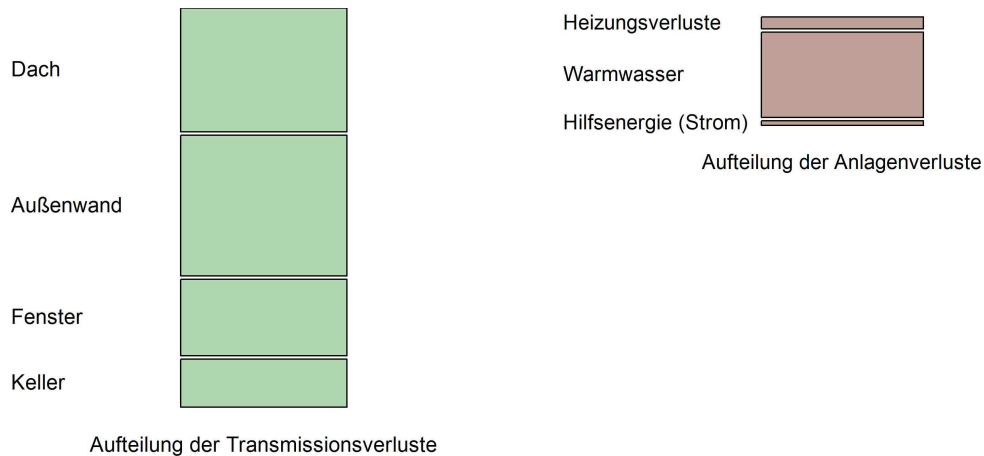 Dach
Außenwand
Fenster
Keller
Aufteilung der Transmissionsverluste
Heizungsverluste
Warmwasser
Hilfsenergie (Strom)
Aufteilung der Anlagenverluste